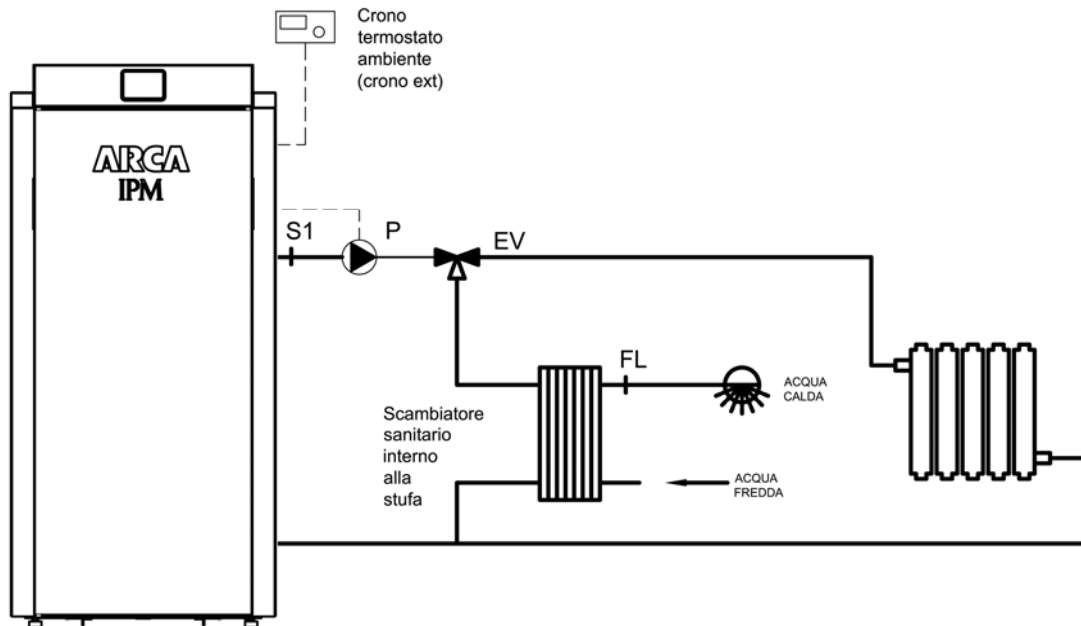 Crono
termostato
ambiente
(crono ext)
ARCA
IPM
S1
P
EV
FL
ACQUA
CALDA
Scambiatore
sanitario
interno
alla
stufa
ACQUA
FREDDA